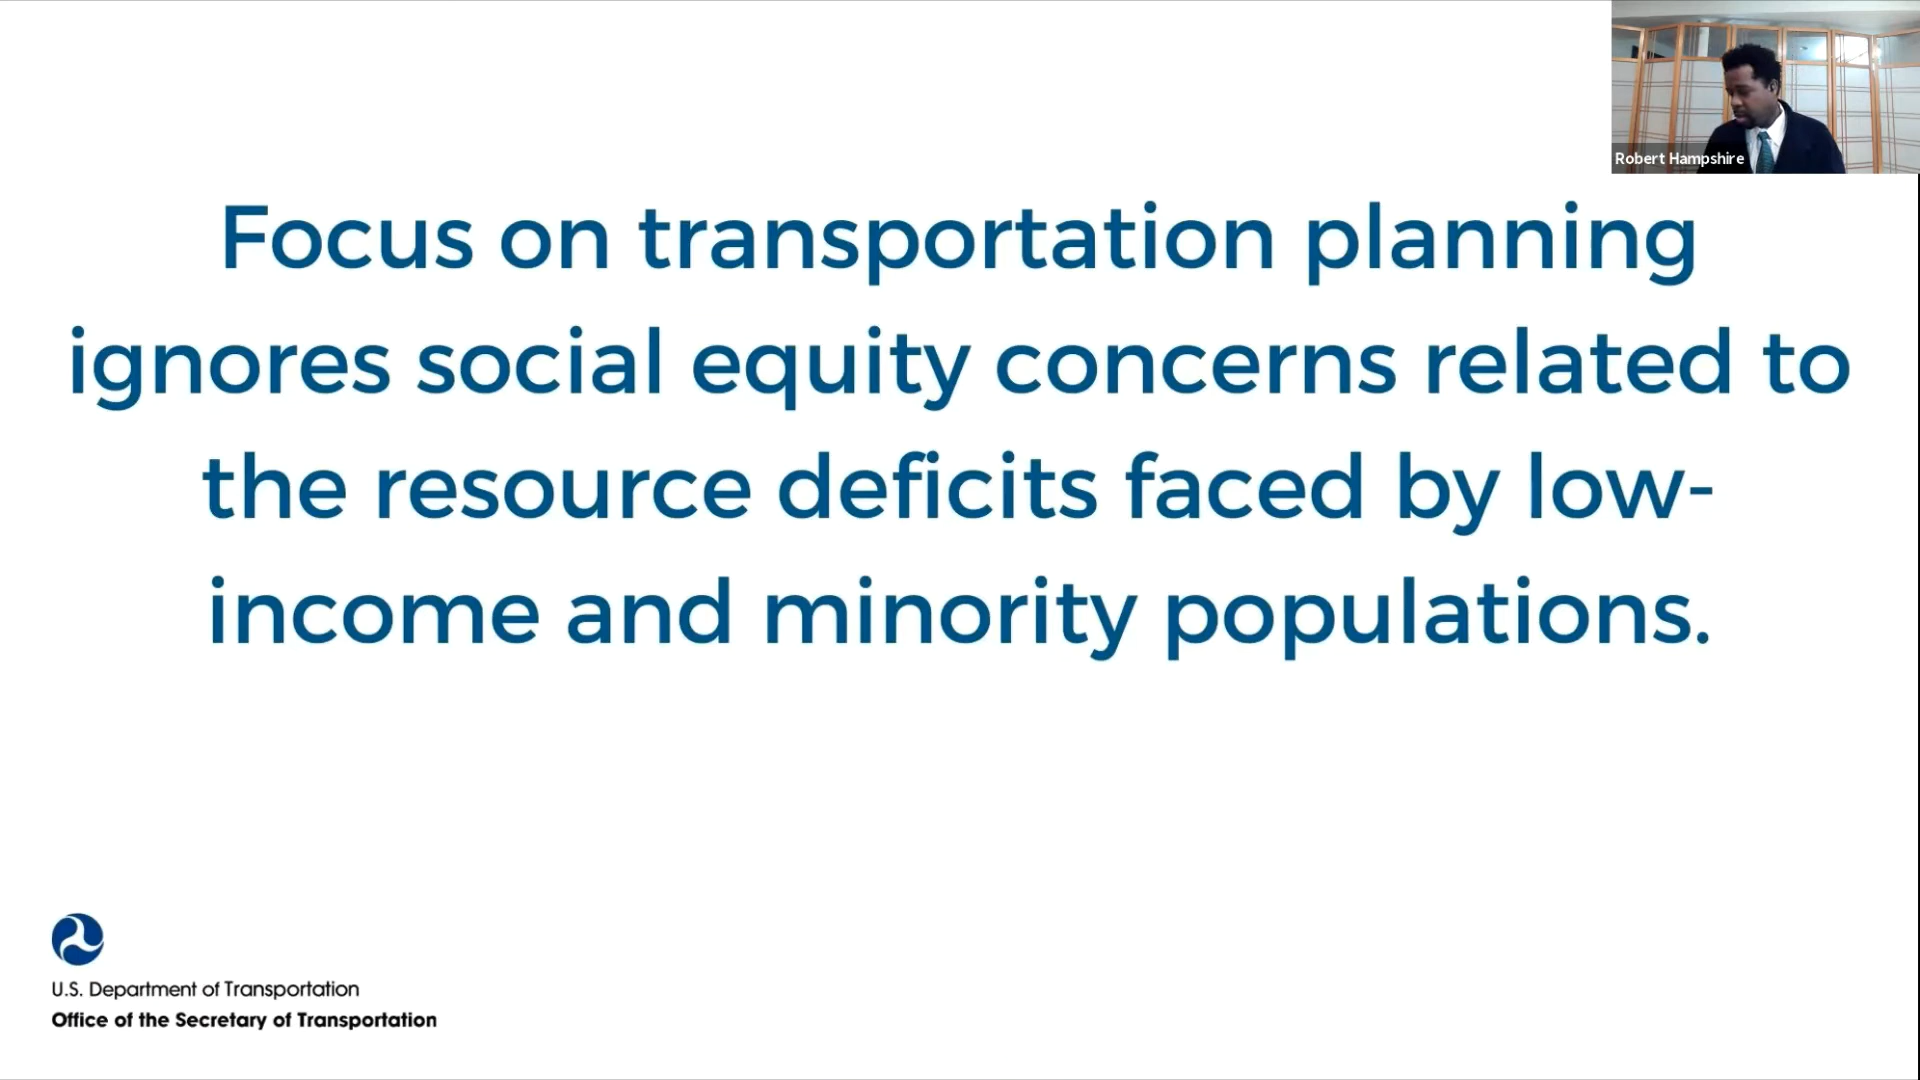 Robert Hampshire
Focus on transportation planning
ignores social equity concerns related to
the resource deficits faced by low-
income and minority populations.
U.S. Department of Transportation
Office of the Secretary of Transportation